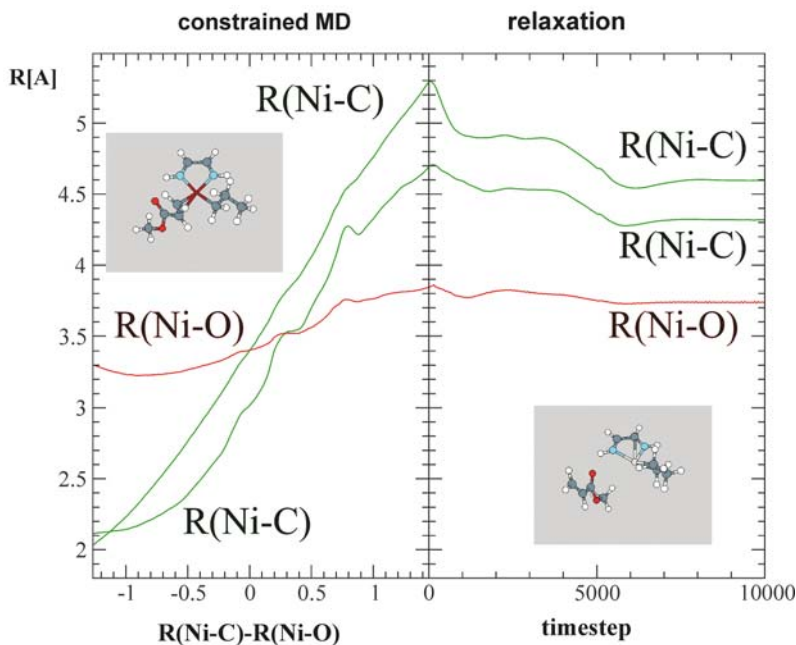 constrained MD
relaxation
R[A]
5
4.5
4
3.5
3
2.5
2
R(Ni-C)
R(Ni-O)
R(Ni-C)
R(Ni-C)
R(Ni-C)
R(Ni-O)
-1 -0.5 0 0.5 1 0 5000 10000
R(Ni-C)-R(Ni-O)
timestep